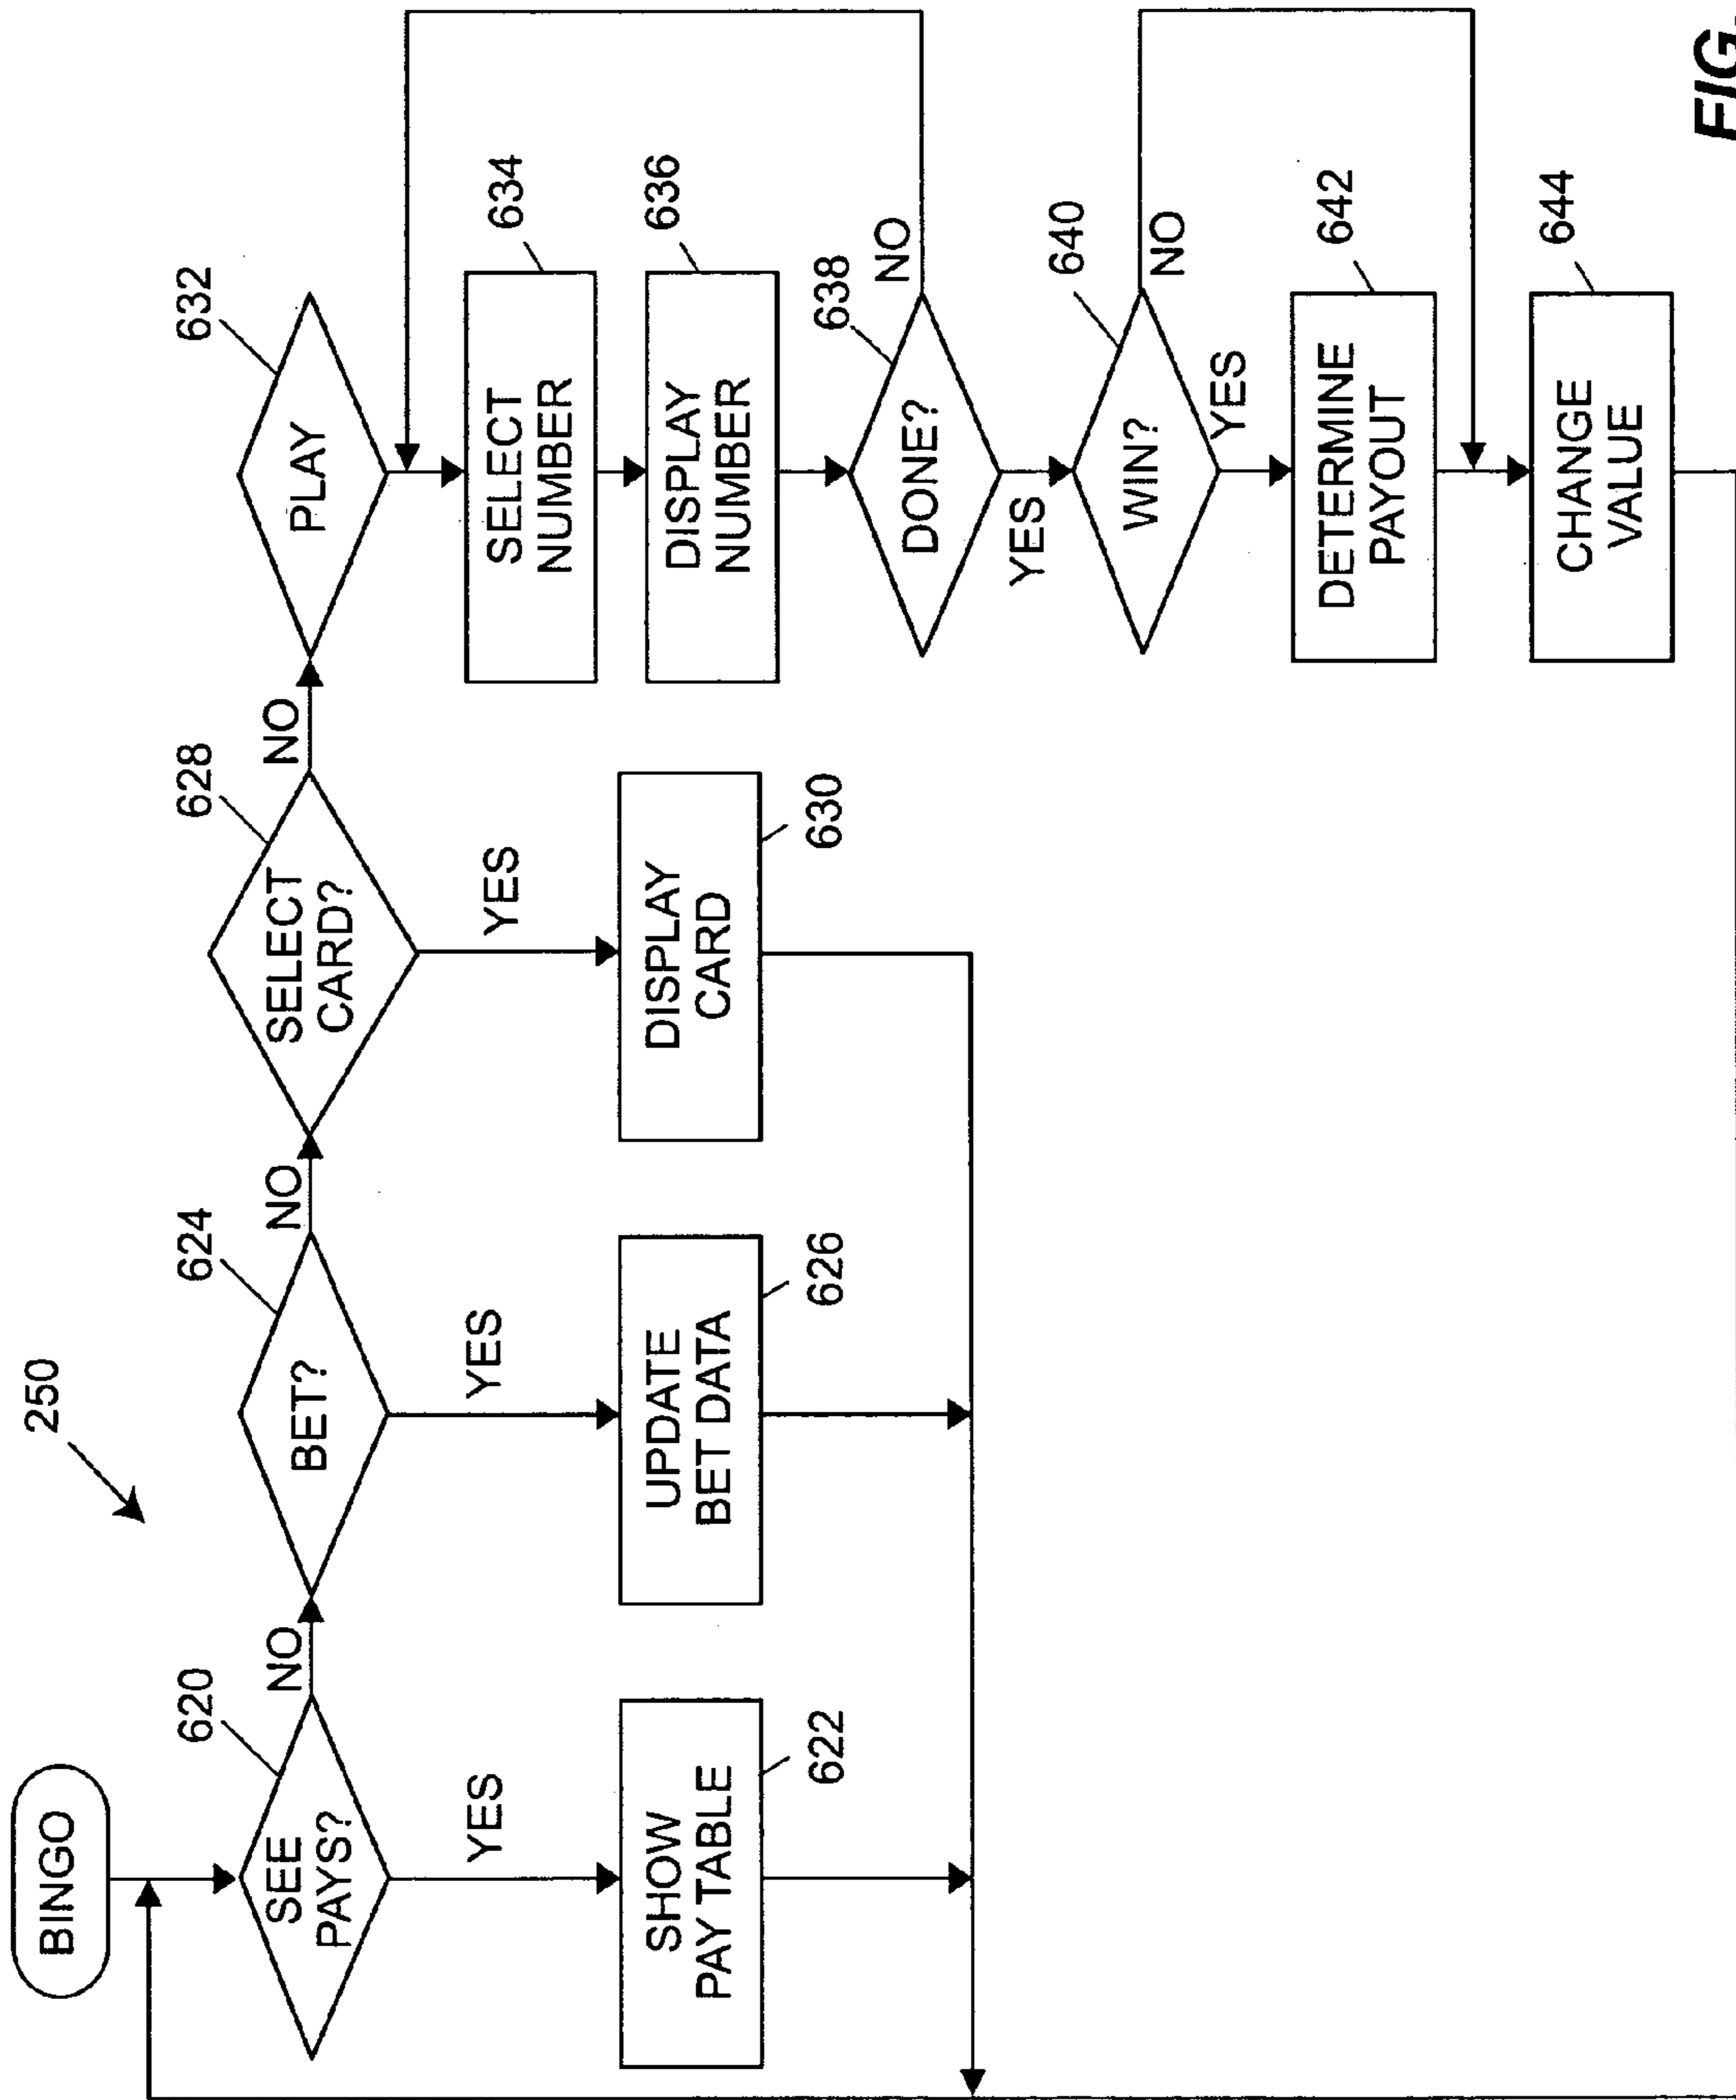 250
BINGO
620
SEE
PAYS?
NO
YES
SHOW
PAY TABLE
622
624
BET?
NO
YES
UPDATE
BET DATA
626
628
SELECT
CARD?
NO
YES
DISPLAY
CARD
630
632
PLAY
634
SELECT
NUMBER
636
DISPLAY
NUMBER
638
DONE?
NO
YES
640
WIN?
NO
YES
642
DETERMINE
PAYOUT
644
CHANGE
VALUE
FIG.